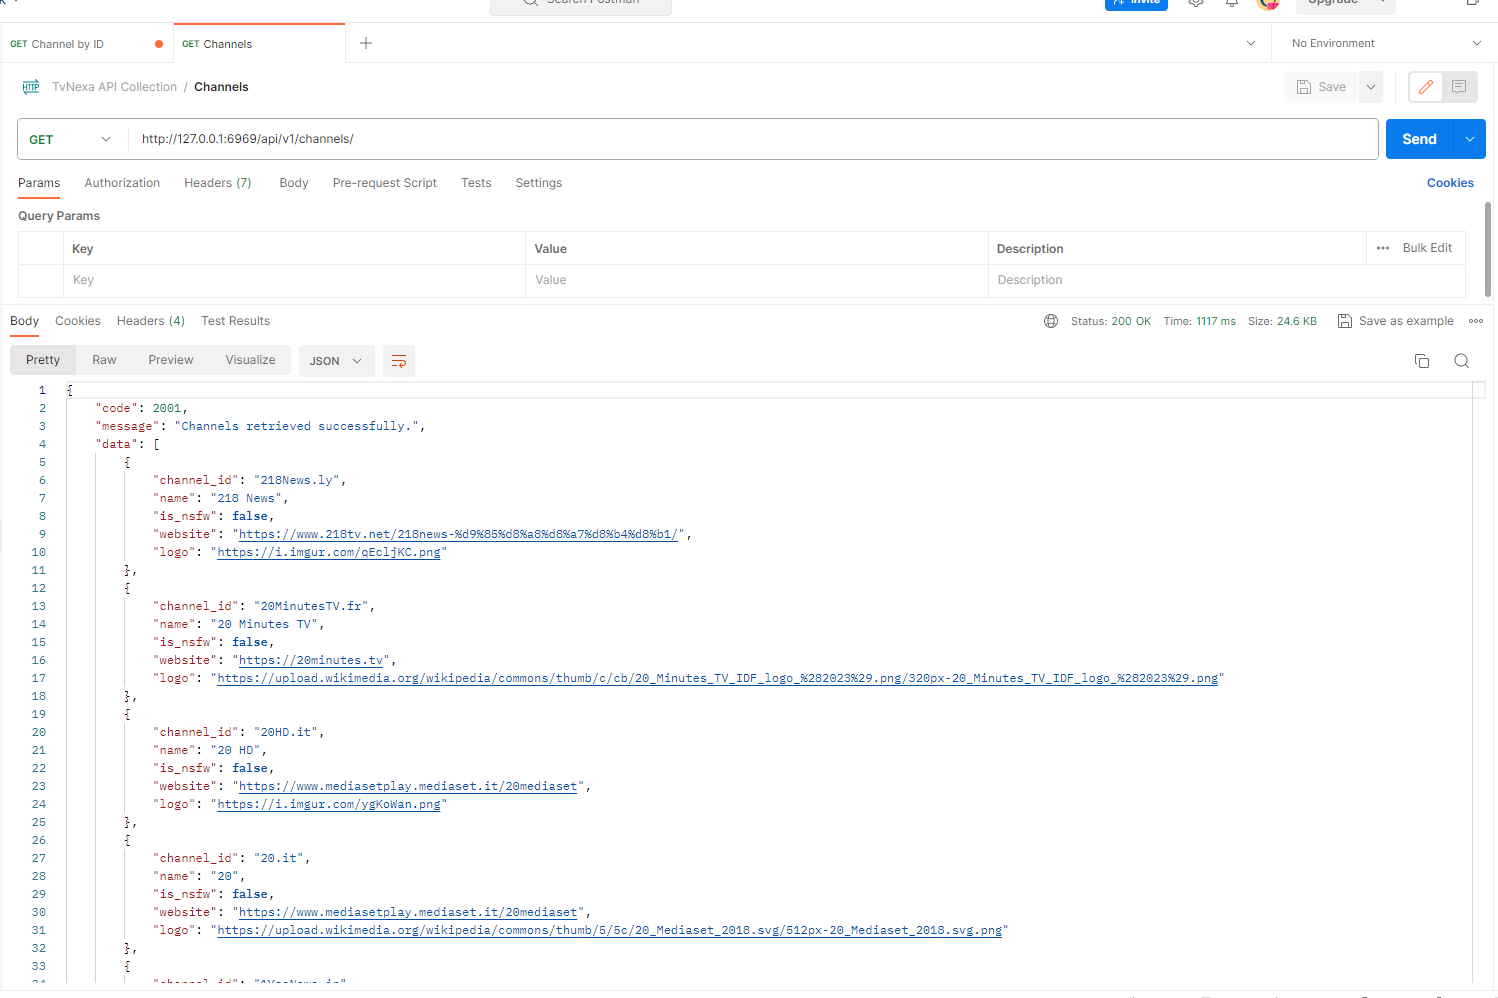 Search Postman
Invite
Upgrade
GET Channel by ID
GET Channels
No Environment
HTTP TvNexa API Collection / Channels
Save
GET http://127.0.0.1:6969/api/v1/channels/
Send
Params Authorization Headers (7) Body Pre-request Script Tests Settings
Cookies
Query Params
Key Value Description ••• Bulk Edit
Key Value Description
Body Cookies Headers (4) Test Results
Status: 200 OK Time: 1117 ms Size: 24.6 KB Save as example
Pretty Raw Preview Visualize JSON
1 {
2 "code": 2001,
3 "message": "Channels retrieved successfully.",
4 "data": [
5 {
6 "channel_id": "218News.ly",
7 "name": "218 News",
8 "is_nsfw": false,
9 "website": "https://www.218tv.net/218news-%d9%85%d8%a8%d8%a7%d8%b4%d8%b1/",
10 "logo": "https://i.imgur.com/qEcljKC.png"
11 },
12 {
13 "channel_id": "20MinutesTV.fr",
14 "name": "20 Minutes TV",
15 "is_nsfw": false,
16 "website": "https://20minutes.tv",
17 "logo": "https://upload.wikimedia.org/wikipedia/commons/thumb/c/cb/20_Minutes_TV_IDF_logo_%282023%29.png/320px-20_Minutes_TV_IDF_logo_%282023%29.png"
18 },
19 {
20 "channel_id": "20HD.it",
21 "name": "20 HD",
22 "is_nsfw": false,
23 "website": "https://www.mediasetplay.mediaset.it/20mediaset",
24 "logo": "https://i.imgur.com/ygKoWan.png"
25 },
26 {
27 "channel_id": "20.it",
28 "name": "20",
29 "is_nsfw": false,
30 "website": "https://www.mediasetplay.mediaset.it/20mediaset",
31 "logo": "https://upload.wikimedia.org/wikipedia/commons/thumb/5/5c/20_Mediaset_2018.svg/512px-20_Mediaset_2018.svg.png"
32 },
33 {
34 "channel_id":